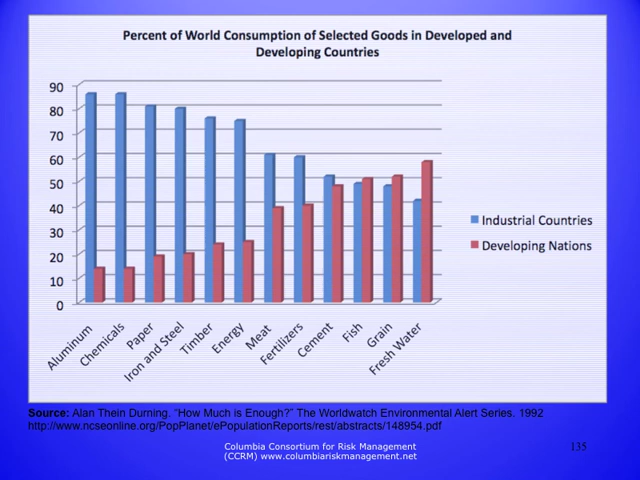 Percent of World Consumption of Selected Goods in Developed and
Developing Countries
90
80
70
60
50
40
30
20
10
0
Aluminum
Chemicals
Paper
Iron and Steel
Timber
Energy
Meat
Fertilizers
Cement
Fish
Grain
Fresh Water
Industrial Countries
Developing Nations
Source: Alan Thein Durning. "How Much is Enough?" The Worldwatch Environmental Alert Series. 1992
http://www.ncseonline.org/PopPlanet/ePopulationReports/rest/abstracts/148954.pdf
Columbia Consortium for Risk Management
(CCRM) www.columbiariskmanagement.net
135